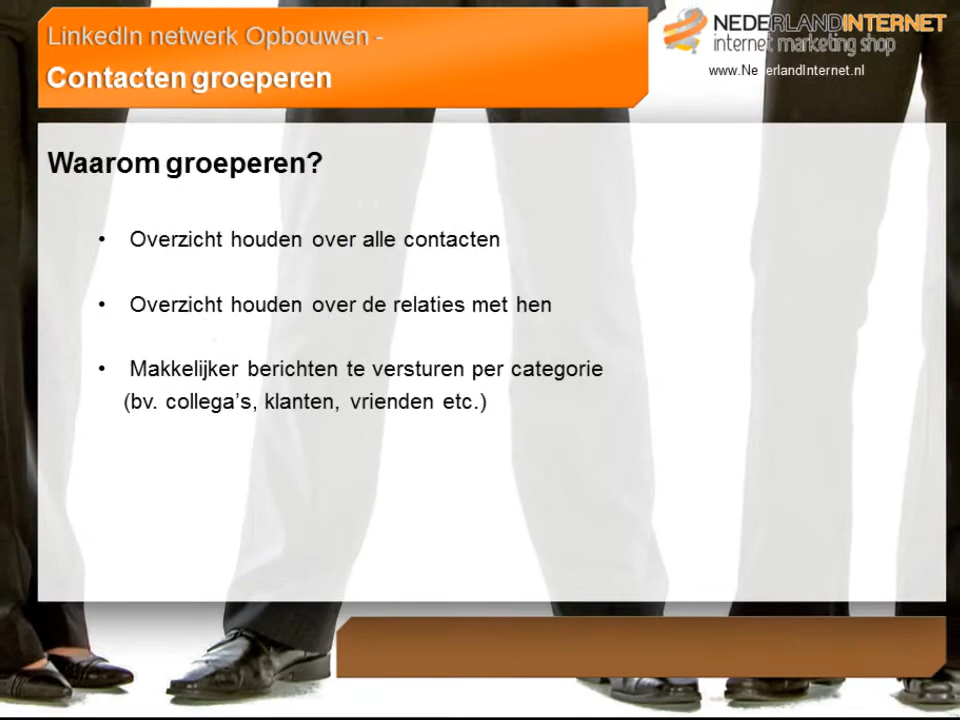 LinkedIn netwerk Opbouwen -
Contacten groeperen
NEDERLANDINTERNET
internet marketing shop
www.NederlandInternet.nl
Waarom groeperen?
• Overzicht houden over alle contacten
• Overzicht houden over de relaties met hen
• Makkelijker berichten te versturen per categorie
(bv. collega’s, klanten, vrienden etc.)